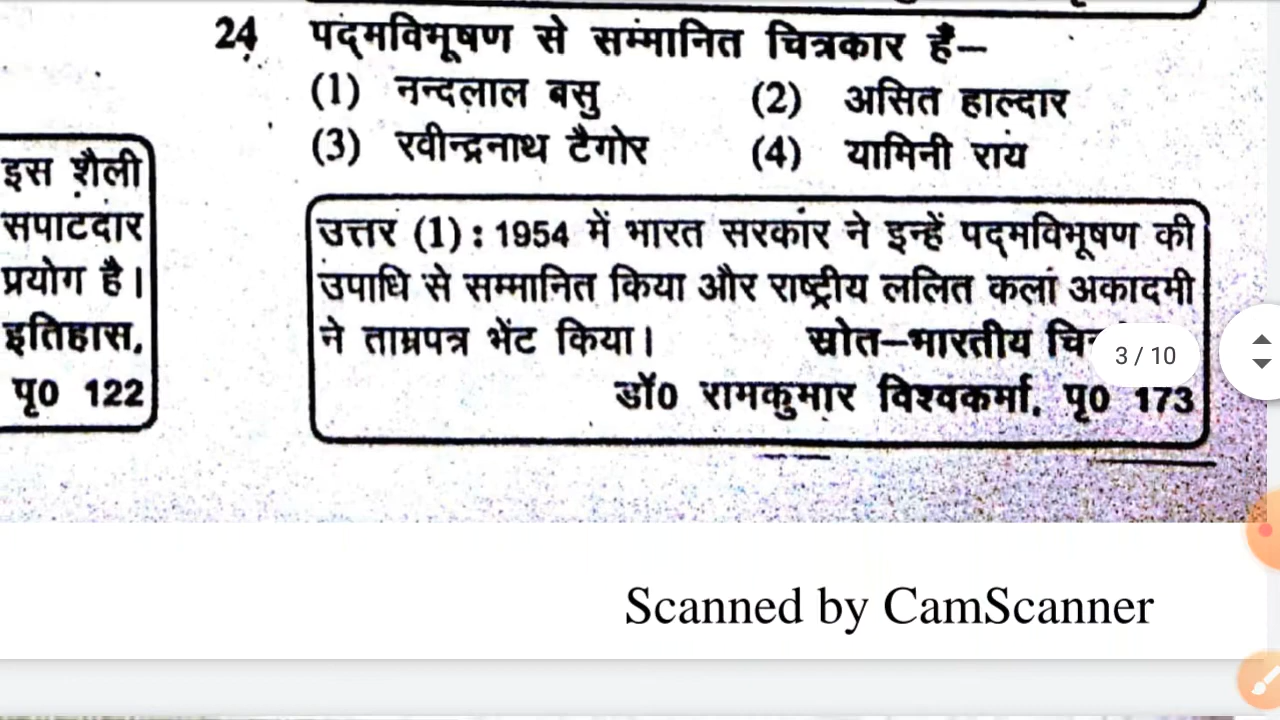 24 पद्मविभूषण से सम्मानित चित्रकार हैं–
(1) नन्दलाल बसु (2) असित हाल्दार
(3) रवीन्द्रनाथ टैगोर (4) यामिनी राय
उत्तर (1) : 1954 में भारत सरकार ने इन्हें पद्मविभूषण की
उपाधि से सम्मानित किया और राष्ट्रीय ललित कला अकादमी
ने ताम्रपत्र भेंट किया। स्रोत–भारतीय
डॉ0 रामकुमार विश्वकर्मा, पृ0 173
इस शैली
सपाटदार
प्रयोग है।
इतिहास,
पृ0 122
3 / 10
Scanned by CamScanner